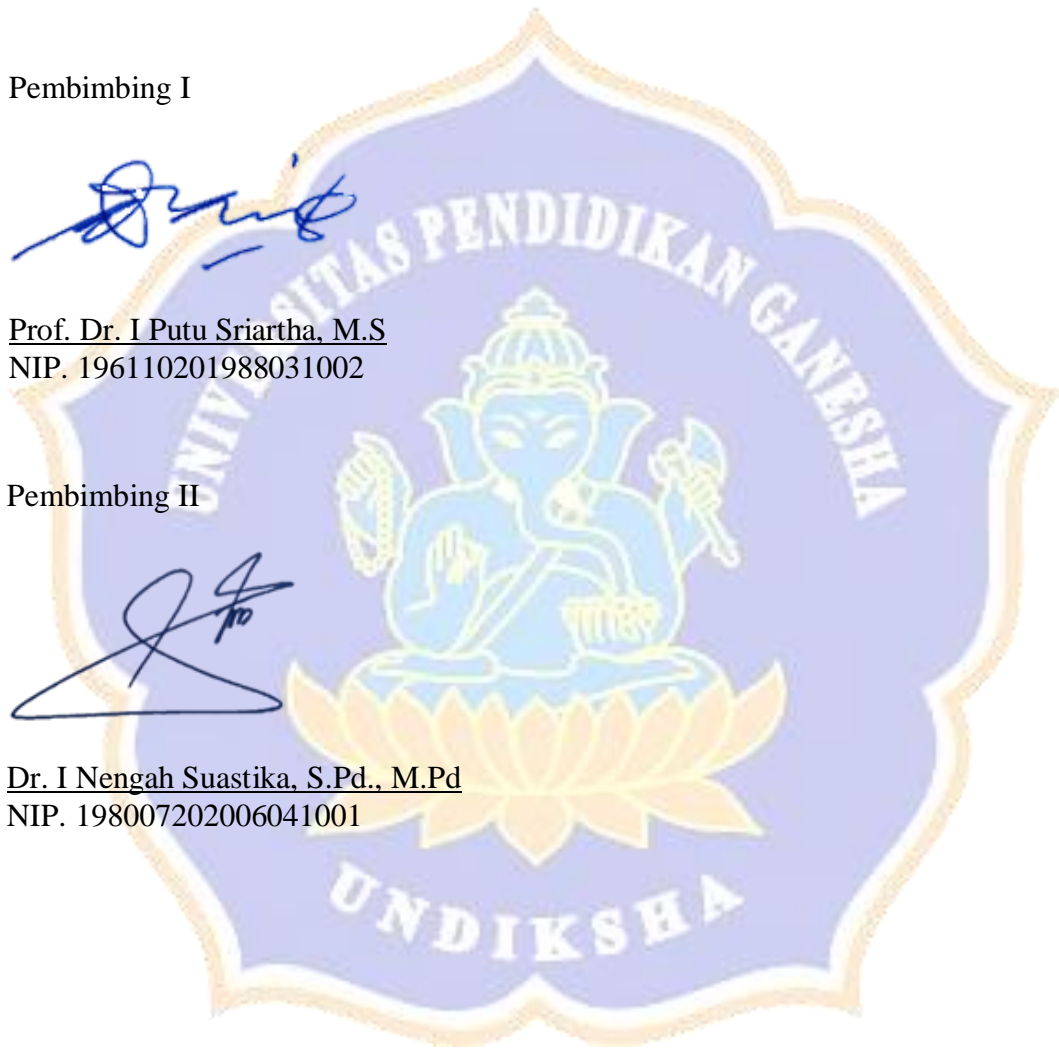 Pembimbing I
Prof. Dr. I Putu Sriartha, M.S
NIP. 196110201988031002
Pembimbing II
Dr. I Nengah Suastika, S.Pd., M.Pd
NIP. 198007202006041001
UNIVERSITAS PENDIDIKAN GANESHA
UNDIKSHA